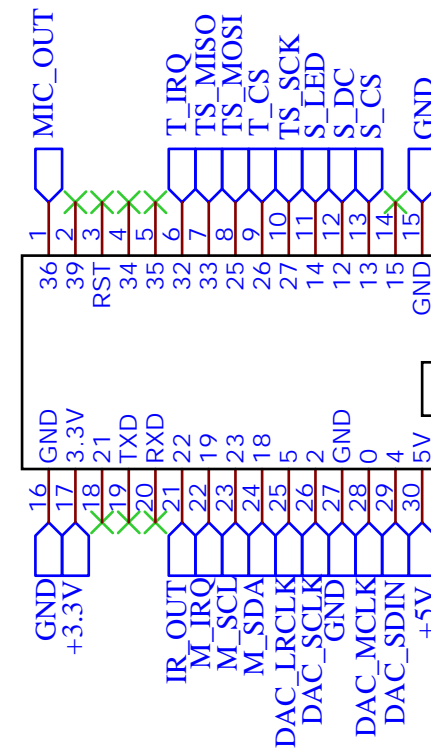 MIC_OUT
T_IRQ
TS_MISO
TS_MOSI
T_CS
TS_SCK
S_LED
S_DC
S_CS
GND
1
2
3
4
5
6
7
8
9
10
11
12
13
14
15
36
39
RST
34
35
32
33
25
26
27
14
12
13
15
GND
GND
3.3V
21
TXD
RXD
22
19
23
18
5
2
GND
0
4
5V
16
17
18
19
20
21
22
23
24
25
26
27
28
29
30
GND
+3.3V
IR_OUT
M_IRQ
M_SCL
M_SDA
DAC_LRCLK
DAC_SCLK
GND
DAC_MCLK
DAC_SDIN
+5V